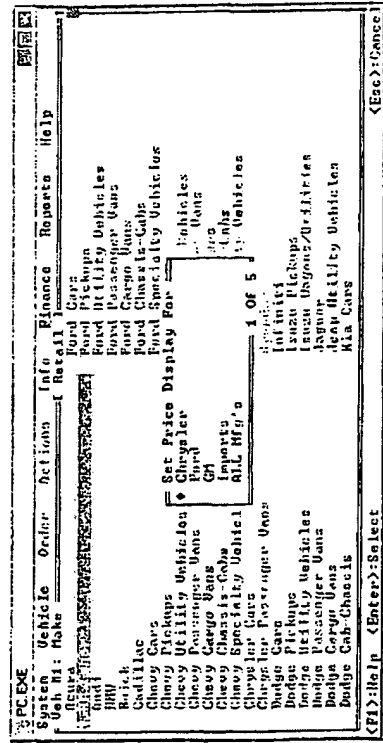 PC.EXE
System Vehicle Order Actions Info Finance Reports Help
Veh Mi: Make
[ Retail ]
Acura
Audi
BMW
Buick
Cadillac
Chevy Cars
Chevy Pickups
Chevy Utility Vehicles
Chevy Passenger Vans
Chevy Cargo Vans
Chevy Chassis-Cabs
Chevy Specialty Vehicl
Chrysler Cars
Chrysler Passenger Vans
Dodge Cars
Dodge Pickups
Dodge Utility Vehicles
Dodge Passenger Vans
Dodge Cargo Vans
Dodge Cab-Chassis
Set Price Display For
♦ Chrysler
Ford
GM
Imports
ALL Mfg's
1 OF 5
Ford Cars
Ford Pickups
Ford Utility Vehicles
Ford Passenger Vans
Ford Cargo Vans
Ford Chassis-Cabs
Ford Specialty Vehicles
Vehicles
Vans
Cabs
Vehicles
Infiniti
Isuzu Pickups
Isuzu Wagons/Utilities
Jaguar
Jeep Utility Vehicles
Kia Cars
<F1>:Help <Enter>:Select <Esc>:Cancel